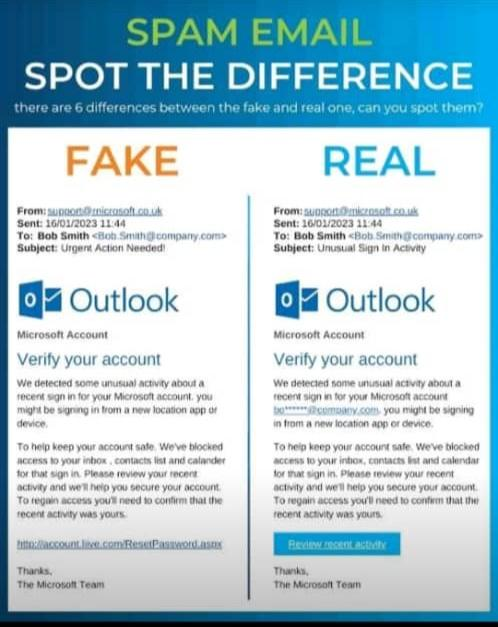 SPAM EMAIL
SPOT THE DIFFERENCE
there are 6 differences between the fake and real one, can you spot them?
FAKE
From: support@rnicrosoft.co.uk
Sent: 16/01/2023 11:44
To: Bob Smith <Bob.Smith@company.com>
Subject: Urgent Action Needed!
Outlook
Microsoft Account
Verify your account
We detected some unusual activity about a
recent sign in for your Microsoft account. you
might be signing in from a new location app or
device.
To help keep your account safe. We've blocked
access to your inbox , contacts list and calander
for that sign in. Please review your recent
activity and we'll help you secure your account.
To regain access you'll need to confirm that the
recent activity was yours.
http://account.live.com/ResetPassword.aspx
Thanks,
The Microsoft Team
REAL
From: support@microsoft.co.uk
Sent: 16/01/2023 11:44
To: Bob Smith <Bob.Smith@company.com>
Subject: Unusual Sign In Activity
Outlook
Microsoft Account
Verify your account
We detected some unusual activity about a
recent sign in for your Microsoft account
bo******@company.com. you might be signing
in from a new location app or device.
To help keep your account safe. We've blocked
access to your inbox, contacts list and calendar
for that sign in. Please review your recent
activity and we'll help you secure your account.
To regain access you'll need to confirm that the
recent activity was yours.
Review recent activity
Thanks,
The Microsoft Team